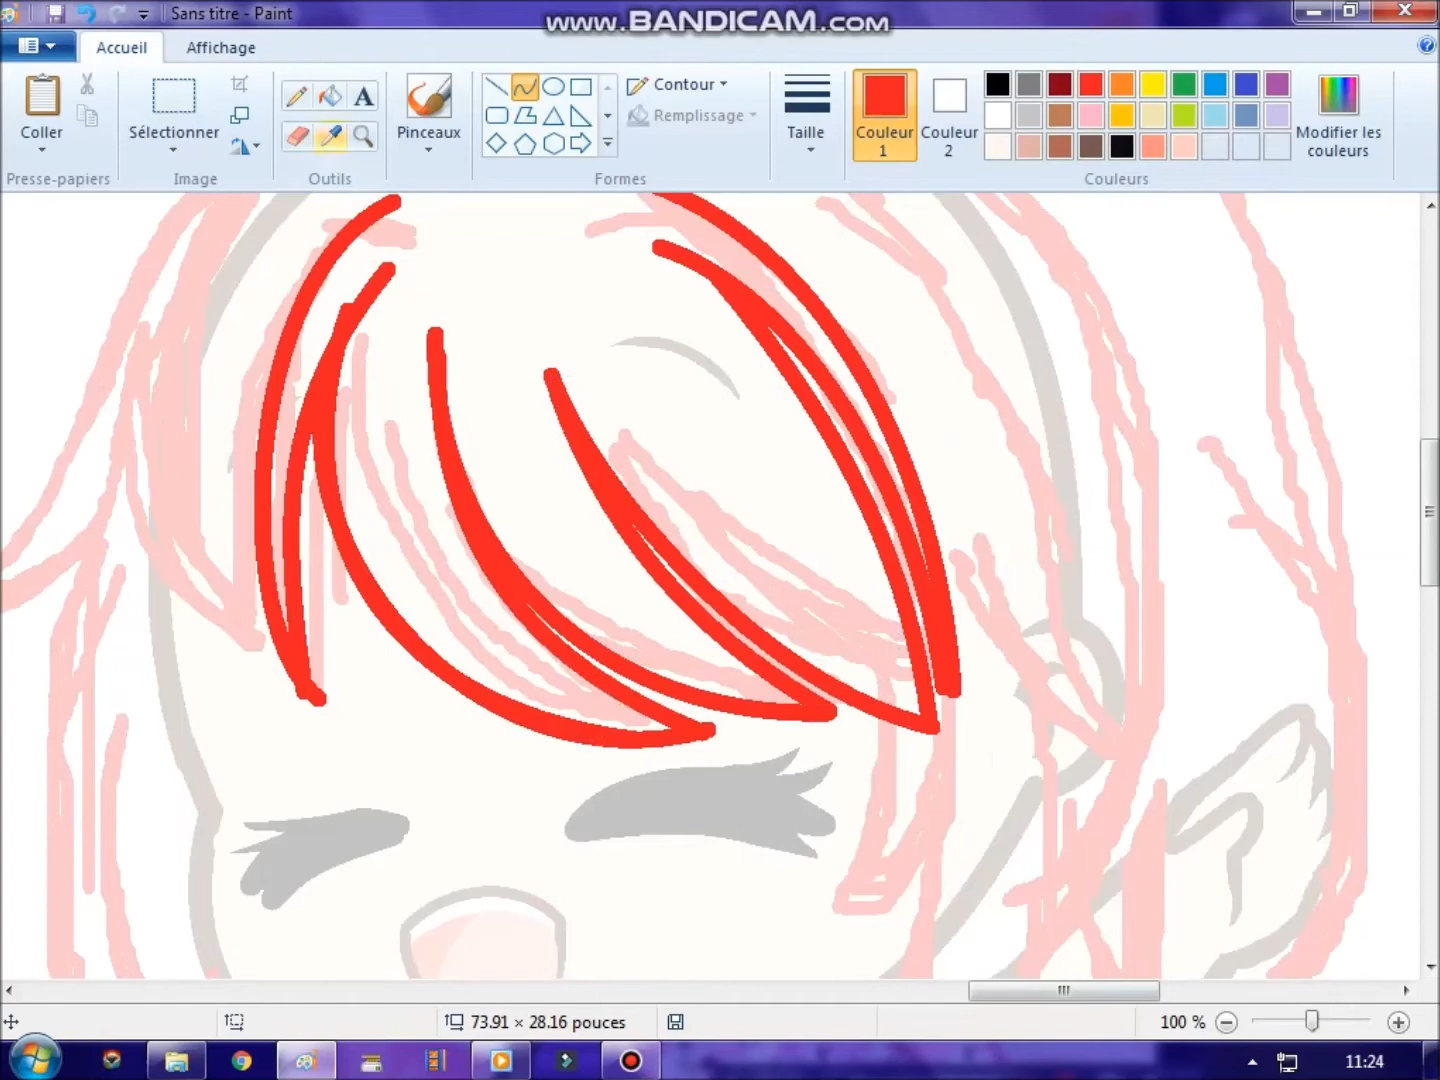 Sans titre - Paint
www.BANDICAM.com
Accueil
Affichage
Coller
Sélectionner
Pinceaux
Contour
Remplissage
Taille
Couleur 1
Couleur 2
Modifier les couleurs
Presse-papiers
Image
Outils
Formes
Couleurs
73.91 × 28.16 pouces
100 %
11:24